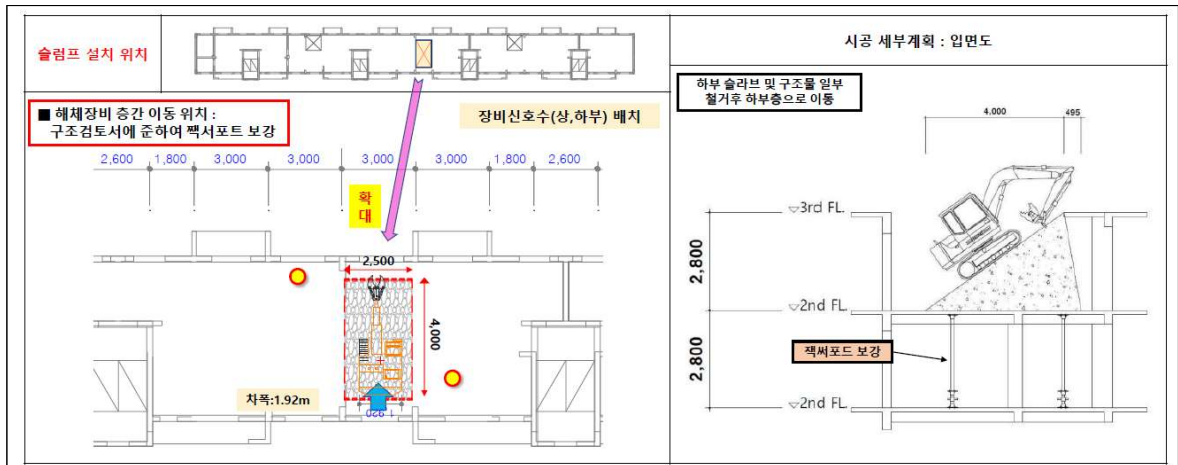 슬럼프 설치 위치
시공 세부계획 : 입면도
■ 해체장비 층간 이동 위치 :
구조검토서에 준하여 짹서포트 보강
장비신호수(상,하부) 배치
하부 슬라브 및 구조물 일부
철거후 하부층으로 이동
2,600 1,800 3,000 3,000 3,000 3,000 1,800 2,600
확
대
2,500
4,000
차폭:1.92m
1,920
4.000 495
3rd FL.
2,800
2nd FL.
2,800
잭써포드 보강
2nd FL.